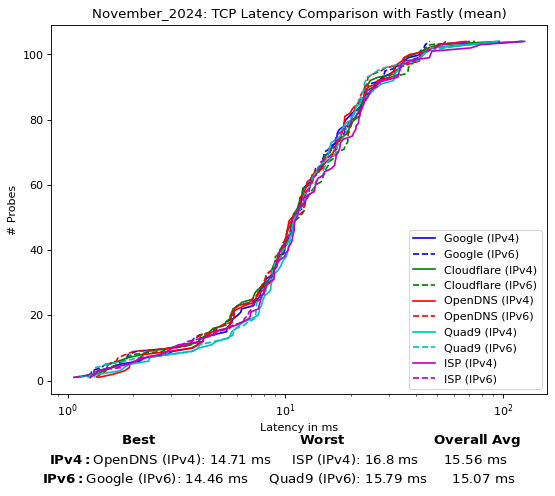 November_2024: TCP Latency Comparison with Fastly (mean)
100
80
60
40
20
0
# Probes
Google (IPv4)
Google (IPv6)
Cloudflare (IPv4)
Cloudflare (IPv6)
OpenDNS (IPv4)
OpenDNS (IPv6)
Quad9 (IPv4)
Quad9 (IPv6)
ISP (IPv4)
ISP (IPv6)
10^0 10^1 10^2
Latency in ms
Best Worst Overall Avg
IPv4: OpenDNS (IPv4): 14.71 ms ISP (IPv4): 16.8 ms 15.56 ms
IPv6: Google (IPv6): 14.46 ms Quad9 (IPv6): 15.79 ms 15.07 ms